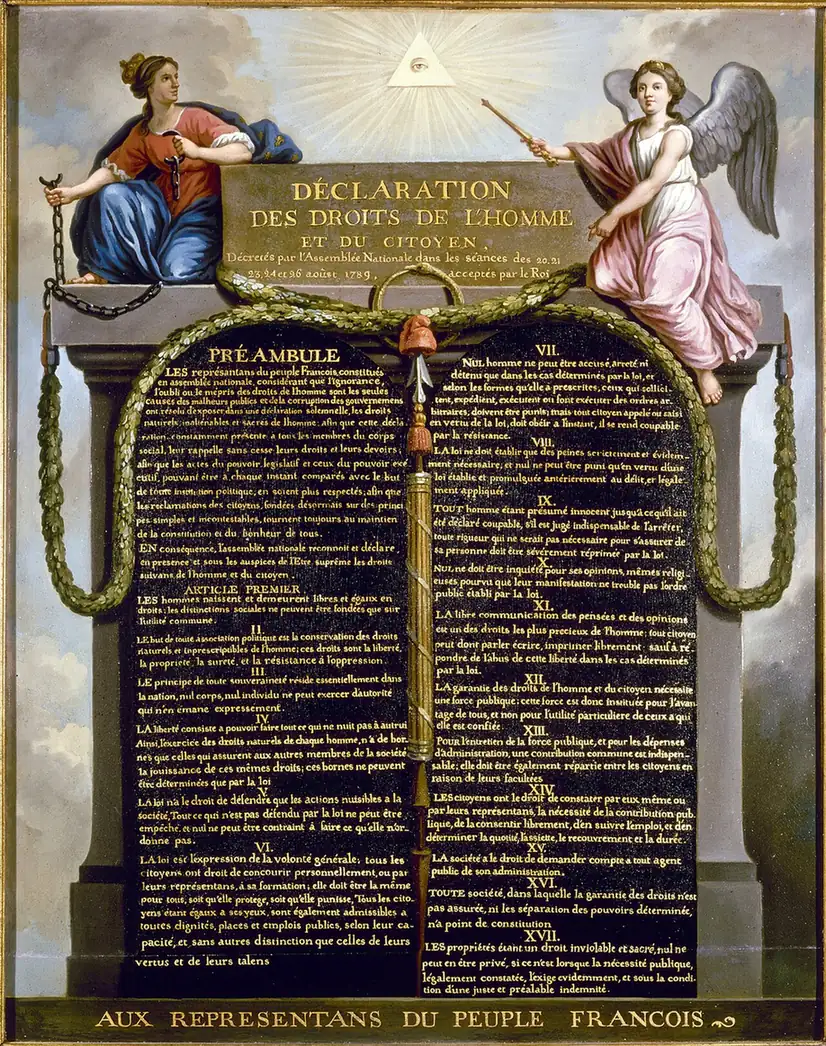 DÉCLARATION
DES DROITS DE L'HOMME
ET DU CITOYEN,
Décretés par l'Assemblée Nationale dans les séances des 20. 21
23, 24 et 26 aoûst 1789, acceptés par le Roi
PRÉAMBULE
LES représantans du peuple François, constitués
en assemblée nationale, considérant que l'ignorance,
l'oubli ou le mépris des droits de l'homme sont les seules
causes des malheurs publics et de la corruption des gouvernemens
ont résolu d'exposer dans une déclaration solemnelle, les droits
naturels, inaliénables et sacrés de l'homme; afin que cette décla
ration, constamment présente a tous les membres du corps
social, leur rappelle sans cesse leurs droits et leurs devoirs
afin que les actes du pouvoir legislatif et ceux du pouvoir exé
cutif, pouvant être à chaque instant comparés avec le but
de toute institution politique, en soient plus respectés; afin que
les reclamations des citoyens, fondées désormais sur des princi
pes simples et incontestables, tournent toujours au maintien
de la constitution et du bonheur de tous.
EN conséquence, l'assemblée nationale reconnoit et déclare
en presence et sous les auspices de l'Etre suprême les droits
suivans de l'homme et du citoyen.
ARTICLE PREMIER.
LES hommes naissent et demeurent libres et égaux en
droits; les distinctions sociales ne peuvent être fondées que sur
l'utilité commune.
II.
LE but de toute association politique est la conservation des droits
naturels et inprescriptibles de l'homme; ces droits sont la liberté,
la propriété, la sureté, et la résistance à l'oppression.
III.
LE principe de toute souveraineté réside essentiellement dans
la nation, nul corps, nul individu ne peut exercer d'autorité
qui n'en émane expressement.
IV.
LA liberté consiste a pouvoir faire tout ce qui ne nuit pas à autrui
Ainsi, l'exercice des droits naturels de chaque homme, n'a de bor
nes que celles qui assurent aux autres membres de la société
la jouissance de ces mêmes droits; ces bornes ne peuvent
être déterminées que par la loi
V.
LA loi n'a le droit de défendre que les actions nuisibles a la
société, Tout ce qui n'est pas défendu par la loi ne peut être
empêché, et nul ne peut être contraint à faire ce qu'elle n'or-
donne pas.
VI.
LA loi est l'expression de la volonté générale; tous les
citoyens ont droit de concourir personnellement, ou par
leurs représentans, à sa formation; elle doit être la même
pour tous, soit qu'elle protege, soit qu'elle punisse, Tous les cito-
yens étant égaux a ses yeux, sont également admissibles a
toutes dignités, places et emplois publics, selon leur ca-
pacité, et sans autres distinction que celles de leurs
vertus et de leurs talens
VII.
NUL homme ne peut être accusé, arreté, ni
détenu que dans les cas déterminés par la loi, et
selon les formes qu'elle a prescrites, ceux qui sollici-
tent, expédient, exécutent ou font exécuter des ordres ar-
bitraires, doivent être punis; mais tout citoyen appelé ou saisi
en vertu de la loi, doit obéir a l'instant, il se rend coupable
par la résistance.
VIII.
LA loi ne doit établir que des peines strictement et évidem-
ment nécessaire, et nul ne peut être puni qu'en vertu d'une
loi établie et promulguée antérierement au délit, et légale-
ment appliquée.
IX.
TOUT homme étant présumé innocent jusqu'a ce qu'il ait
été déclaré coupable, s'il est jugé indispensable de l'arrêter,
toute rigueur qui ne serait pas nécessaire pour s'assurer de
sa personne doit être sévèrement réprimée par la loi.
X.
NUL ne doit être inquiété pour ses opinions, mêmes religi-
euses pourvu que leur manifestation ne trouble pas l'ordre
public établi par la loi.
XI.
LA libre communication des pensées et des opinions
est un des droits les plus precieux de l'homme; tout citoyen
peut dont parler écrire, imprimer librement: sauf à ré
pondre de l'abus de cette liberté dans les cas déterminés
par la loi.
XII.
LA garantie des droits de l'homme et du citoyen nécessite
une force publique; cette force est donc instituée pour l'avan
tage de tous, et non pour l'utilité particulière de ceux a qui
elle est confiée.
XIII.
POUR l'entretien de la force publique, et pour les dépenses
d'administration, une contribution commune est indispen-
sable; elle doit être également répartie entre les citoyens en
raison de leurs facultées
XIV.
LES citoyens ont le droit de constater par eux même ou
par leurs représentans, la nécessité de la contribution pub-
lique, de la consentir librement, d'en suivre l'emploi, et d'en
déterminer la quotité, l'assiette, le recouvrement et la durée.
XV.
LA société a le droit de demander compte a tout agent
public de son administration.
XVI.
TOUTE société, dans laquelle la garantie des droits n'est
pas assurée, ni les séparation des pouvoirs déterminée,
n'a point de constitution
XVII.
LES propriétés étant un droit inviolable et sacré, nul ne
peut en être privé, si ce n'est lorsque la nécessité publique,
légalement constatée, l'exige evidemment, et sous la condi
tion d'une juste et préalable indemnité.
AUX REPRESENTANS DU PEUPLE FRANCOIS